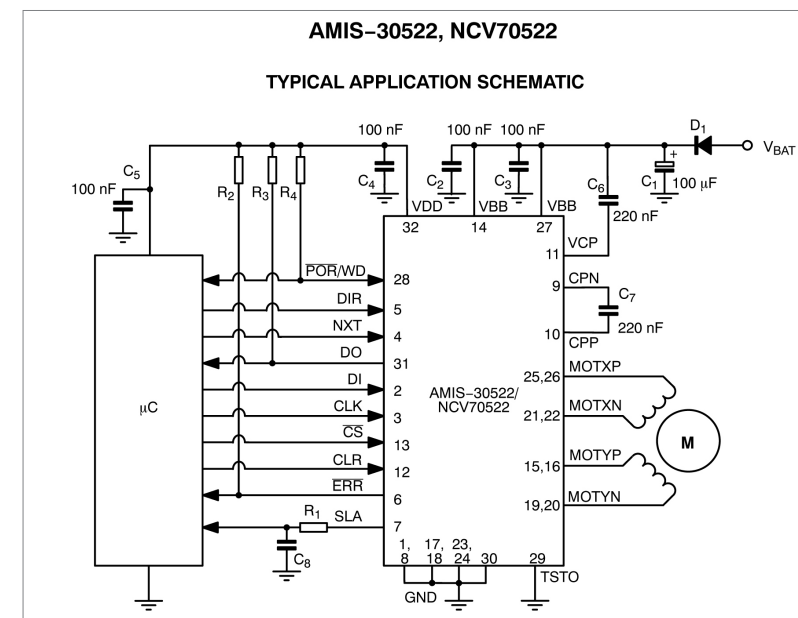 AMIS−30522, NCV70522
TYPICAL APPLICATION SCHEMATIC
100 nF
100 nF
100 nF
D1
VBAT
C5
100 nF
R2
R3
R4
C4
C2
C3
C6
220 nF
C1
+
100 μF
VDD
VBB
VBB
32
14
27
VCP
11
POR/WD
28
CPN
9
DIR
5
C7
220 nF
NXT
4
10
CPP
DO
31
MOTXP
25,26
DI
2
AMIS−30522/
NCV70522
μC
CLK
3
MOTXN
21,22
CS
13
M
CLR
12
MOTYP
15,16
ERR
6
MOTYN
19,20
R1
SLA
7
C8
1,
8
17,
18
23,
24
30
29
TSTO
GND